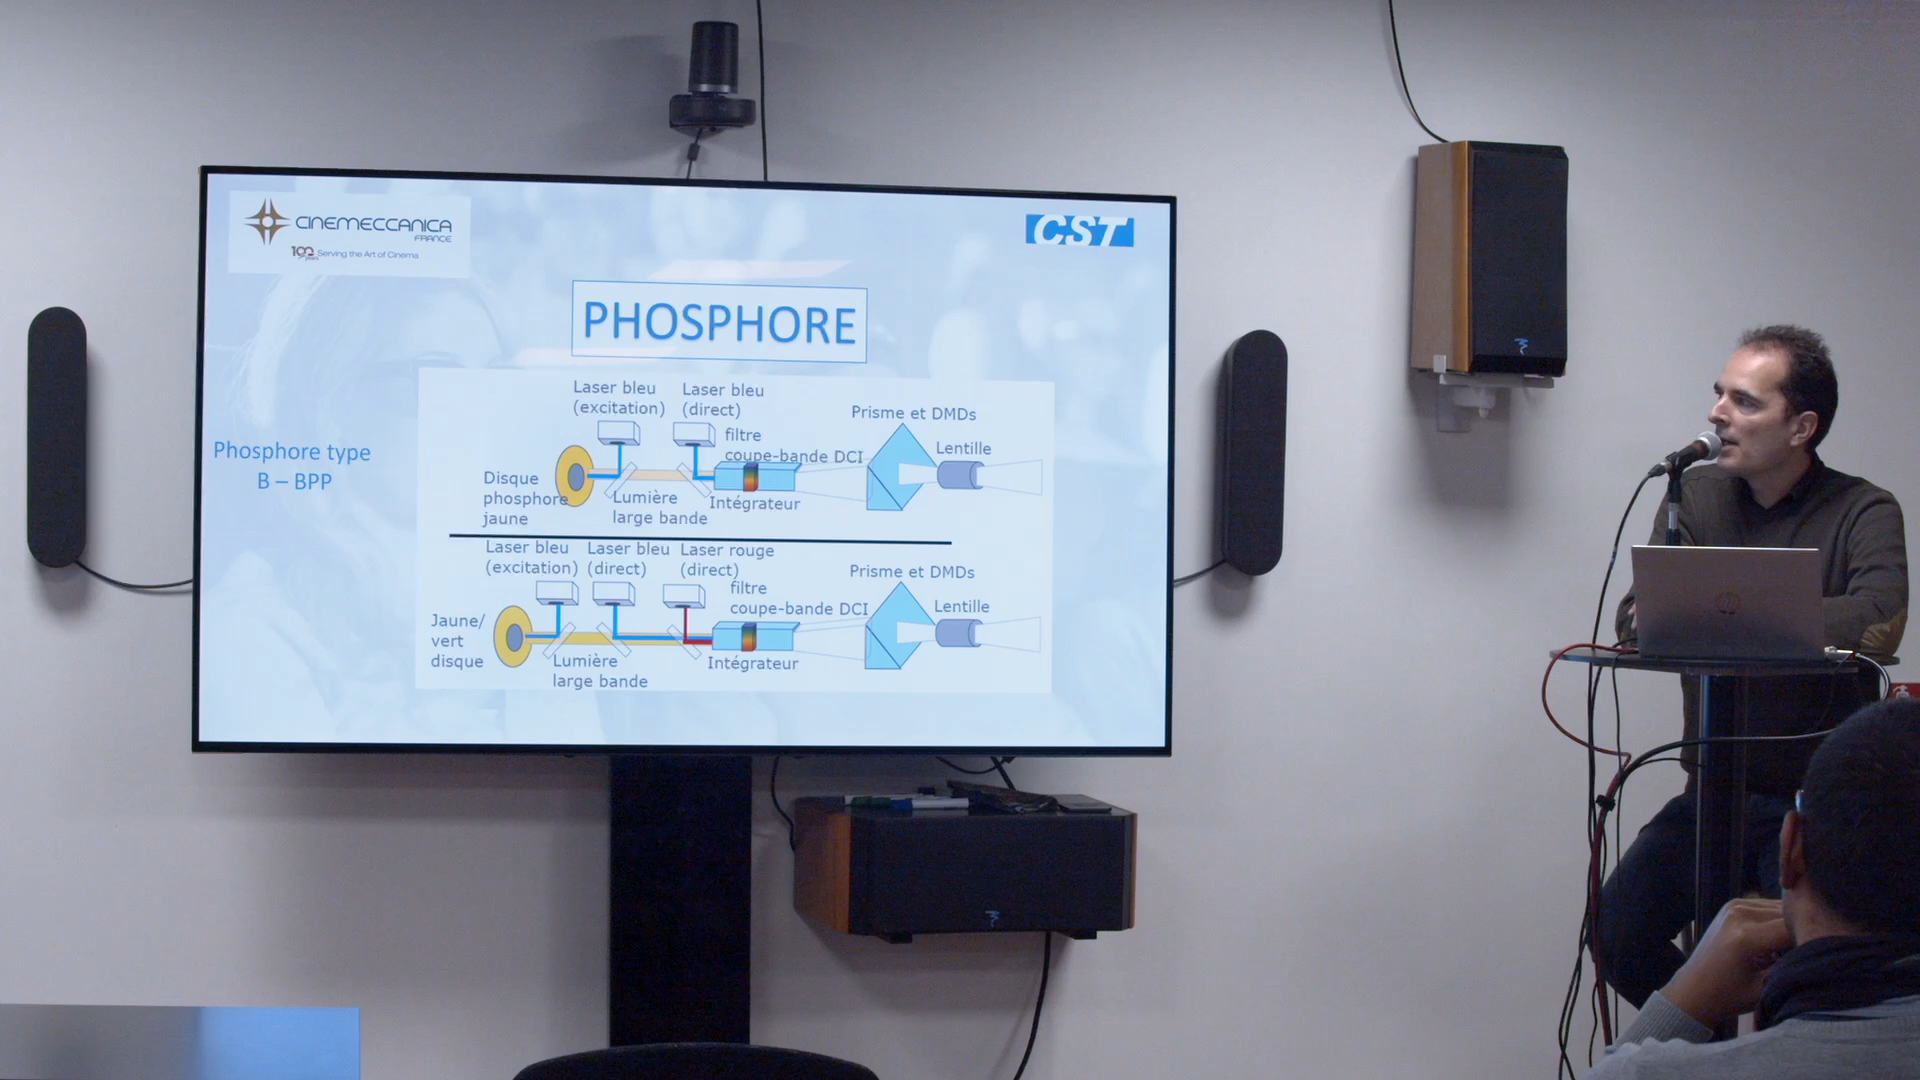 CINEMECCANICA
FRANCE
100 years Serving the Art of Cinema
CST
PHOSPHORE
Phosphore type
B – BPP
Laser bleu
(excitation)
Laser bleu
(direct)
filtre
coupe-bande DCI
Prisme et DMDs
Lentille
Disque
phosphore
jaune
Lumière
large bande
Intégrateur
Laser bleu
(excitation)
Laser bleu
(direct)
Laser rouge
(direct)
filtre
coupe-bande DCI
Prisme et DMDs
Lentille
Jaune/
vert
disque
Lumière
large bande
Intégrateur